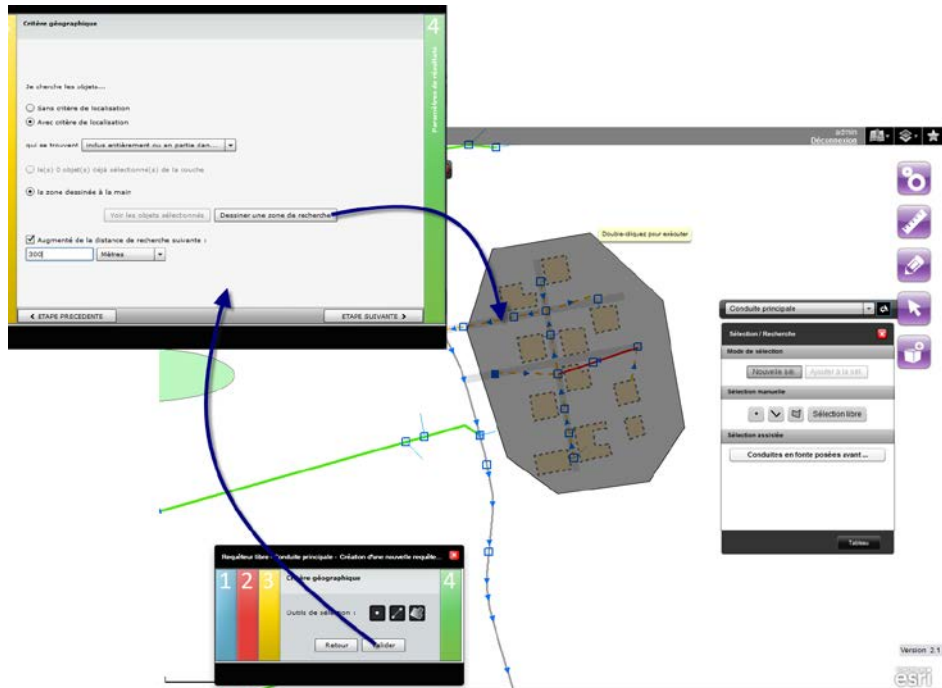 Critère géographique
4
Paramètres de résultats
Je cherche les objets...
Sans critère de localisation
Avec critère de localisation
qui se trouvent inclus entièrement ou en partie dan...
le(s) 0 objet(s) déjà sélectionné(s) de la couche
la zone dessinée à la main
Voir les objets sélectionnés Dessiner une zone de recherche
Augmenté de la distance de recherche suivante :
300 Mètres
ETAPE PRECEDENTE ETAPE SUIVANTE
admin
Déconnexion
Double-cliquez pour exécuter
Conduite principale
Sélection / Recherche
Mode de sélection
Nouvelle sél. Ajouter à la sél.
Sélection manuelle
Sélection libre
Sélection assistée
Conduites en fonte posées avant ...
Tableau
Requêteur libre - Conduite principale - Création d'une nouvelle requête...
1 2 3 Critère géographique 4
Outils de sélection :
Retour Valider
Version 2.1
esri